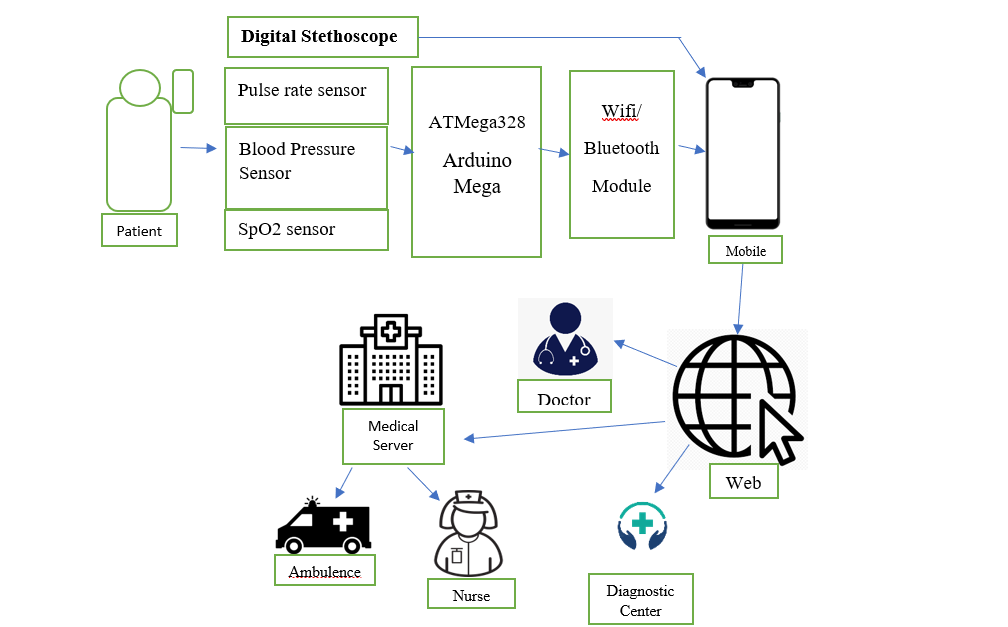 Digital Stethoscope
Pulse rate sensor
Blood Pressure
Sensor
SpO2 sensor
ATMega328
Arduino
Mega
Wifi/
Bluetooth
Module
Patient
Mobile
Doctor
Medical
Server
Web
Ambulence
Nurse
Diagnostic
Center